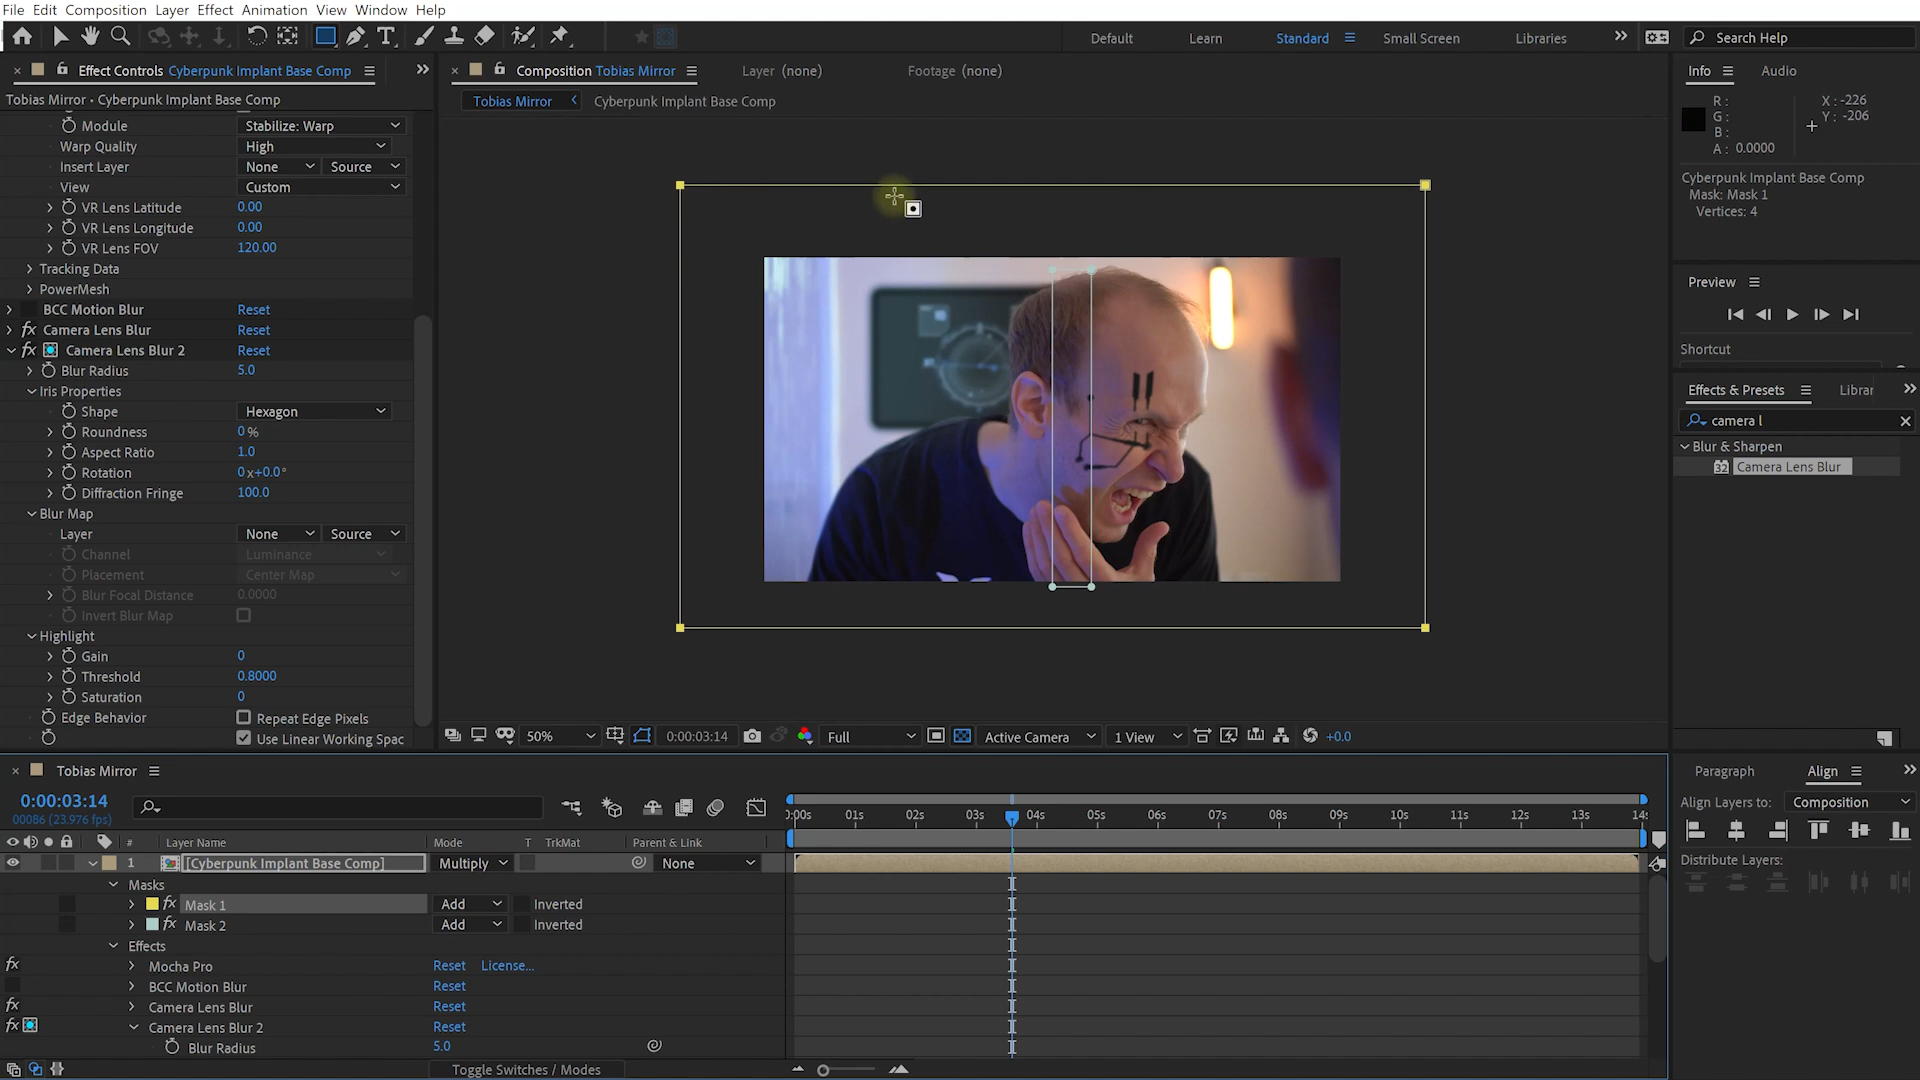 File Edit Composition Layer Effect Animation View Window Help
Default Learn Standard Small Screen Libraries Search Help
Effect Controls Cyberpunk Implant Base Comp
Composition Tobias Mirror Layer (none) Footage (none)
Info Audio
Tobias Mirror • Cyberpunk Implant Base Comp
Tobias Mirror Cyberpunk Implant Base Comp
R : X : -226
G : Y : -206
B :
A : 0.0000
Module Stabilize: Warp
Warp Quality High
Insert Layer None Source
View Custom
VR Lens Latitude 0.00
VR Lens Longitude 0.00
VR Lens FOV 120.00
Tracking Data
PowerMesh
BCC Motion Blur Reset
fx Camera Lens Blur Reset
fx Camera Lens Blur 2 Reset
Blur Radius 5.0
Iris Properties
Shape Hexagon
Roundness 0 %
Aspect Ratio 1.0
Rotation 0 x+0.0 °
Diffraction Fringe 100.0
Blur Map
Layer None Source
Channel Luminance
Placement Center Map
Blur Focal Distance 0.0000
Invert Blur Map
Highlight
Gain 0
Threshold 0.8000
Saturation 0
Edge Behavior Repeat Edge Pixels
Use Linear Working Spac
Cyberpunk Implant Base Comp
Mask: Mask 1
Vertices: 4
Preview
Shortcut
Effects & Presets Librar
camera l
Blur & Sharpen
32 Camera Lens Blur
50% 0:00:03:14 Full Active Camera 1 View +0.0
Tobias Mirror
0:00:03:14
00086 (23.976 fps)
:00s 01s 02s 03s 04s 05s 06s 07s 08s 09s 10s 11s 12s 13s 14s
# Layer Name Mode T TrkMat Parent & Link
1 [Cyberpunk Implant Base Comp] Multiply None
Masks
fx Mask 1 Add Inverted
fx Mask 2 Add Inverted
Effects
fx Mocha Pro Reset License...
BCC Motion Blur Reset
fx Camera Lens Blur Reset
fx Camera Lens Blur 2 Reset
Blur Radius 5.0
Toggle Switches / Modes
Paragraph Align
Align Layers to: Composition
Distribute Layers: